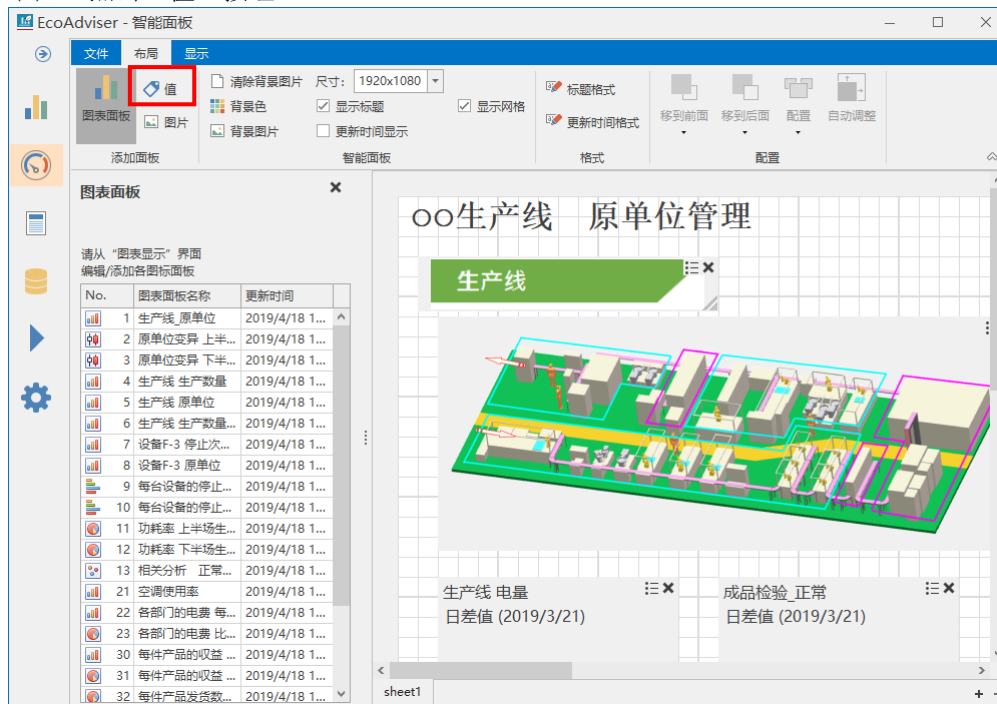 EcoAdviser - 智能面板
文件 布局 显示
图表面板
值
图片
添加面板
清除背景图片
背景色
背景图片
尺寸: 1920x1080
显示标题
更新时间显示
显示网格
智能面板
标题格式
更新时间格式
格式
移到前面 移到后面 配置 自动调整
配置
图表面板
请从“图表显示”界面
编辑/添加各图标面板
No. 图表面板名称 更新时间
1 生产线_原单位 2019/4/18 1...
2 原单位变异 上半... 2019/4/18 1...
3 原单位变异 下半... 2019/4/18 1...
4 生产线 生产数量 2019/4/18 1...
5 生产线 原单位 2019/4/18 1...
6 生产线 生产数量... 2019/4/18 1...
7 设备F-3 停止次... 2019/4/18 1...
8 设备F-3 原单位 2019/4/18 1...
9 每台设备的停止... 2019/4/18 1...
10 每台设备的停止... 2019/4/18 1...
11 功耗率 上半场生... 2019/4/18 1...
12 功耗率 下半场生... 2019/4/18 1...
13 相关分析 正常... 2019/4/18 1...
21 空调使用率 2019/4/18 1...
22 各部门的电费 每... 2019/4/18 1...
23 各部门的电费 比... 2019/4/18 1...
30 每件产品的收益 ... 2019/4/18 1...
31 每件产品的收益 ... 2019/4/18 1...
32 每件产品发货数... 2019/4/18 1...
oo生产线 原单位管理
生产线
生产线 电量
日差值 (2019/3/21)
成品检验_正常
日差值 (2019/3/21)
sheet1